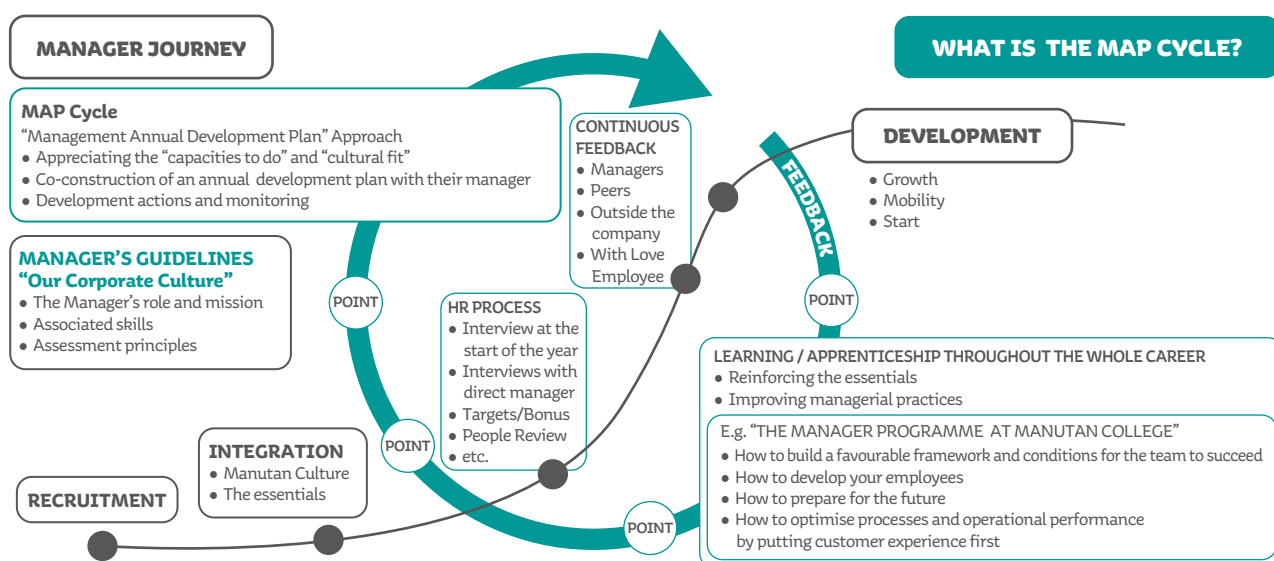 MANAGER JOURNEY
WHAT IS THE MAP CYCLE?
MAP Cycle
“Management Annual Development Plan” Approach
● Appreciating the “capacities to do” and “cultural fit”
● Co-construction of an annual development plan with their manager
● Development actions and monitoring
MANAGER’S GUIDELINES
“Our Corporate Culture”
● The Manager’s role and mission
● Associated skills
● Assessment principles
CONTINUOUS
FEEDBACK
● Managers
● Peers
● Outside the
company
● With Love
Employee
FEEDBACK
DEVELOPMENT
● Growth
● Mobility
● Start
POINT
POINT
HR PROCESS
● Interview at the
start of the year
● Interviews with
direct manager
● Targets/Bonus
● People Review
● etc.
LEARNING / APPRENTICESHIP THROUGHOUT THE WHOLE CAREER
● Reinforcing the essentials
● Improving managerial practices
E.g. “THE MANAGER PROGRAMME AT MANUTAN COLLEGE”
● How to build a favourable framework and conditions for the team to succeed
● How to develop your employees
● How to prepare for the future
● How to optimise processes and operational performance
by putting customer experience first
POINT
POINT
INTEGRATION
● Manutan Culture
● The essentials
RECRUITMENT